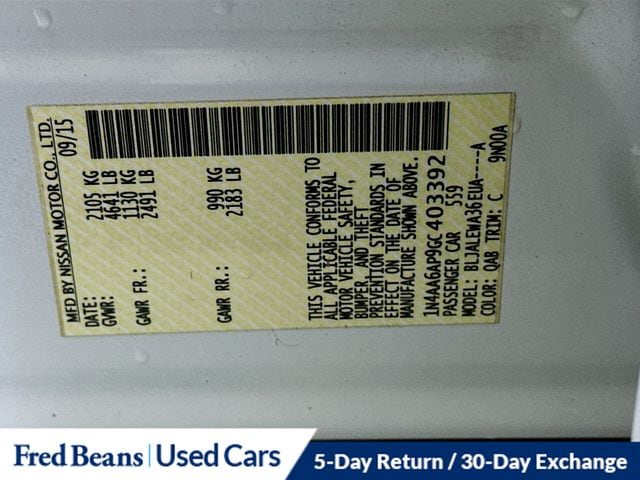 MFD BY NISSAN MOTOR CO., LTD.
DATE: 09/15
GVWR: 2105 KG
4641 LB
GAWR FR.: 1130 KG
2491 LB
GAWR RR.: 990 KG
2183 LB
THIS VEHICLE CONFORMS TO
ALL APPLICABLE FEDERAL
MOTOR VEHICLE SAFETY,
BUMPER, AND THEFT
PREVENTION STANDARDS IN
EFFECT ON THE DATE OF
MANUFACTURE SHOWN ABOVE.
1N4AA6AP9GC403392
PASSENGER CAR 559
MODEL: BLJALEWA36EUA----A
COLOR: QAB TRIM: C 9N00A
Fred Beans | Used Cars
5-Day Return / 30-Day Exchange